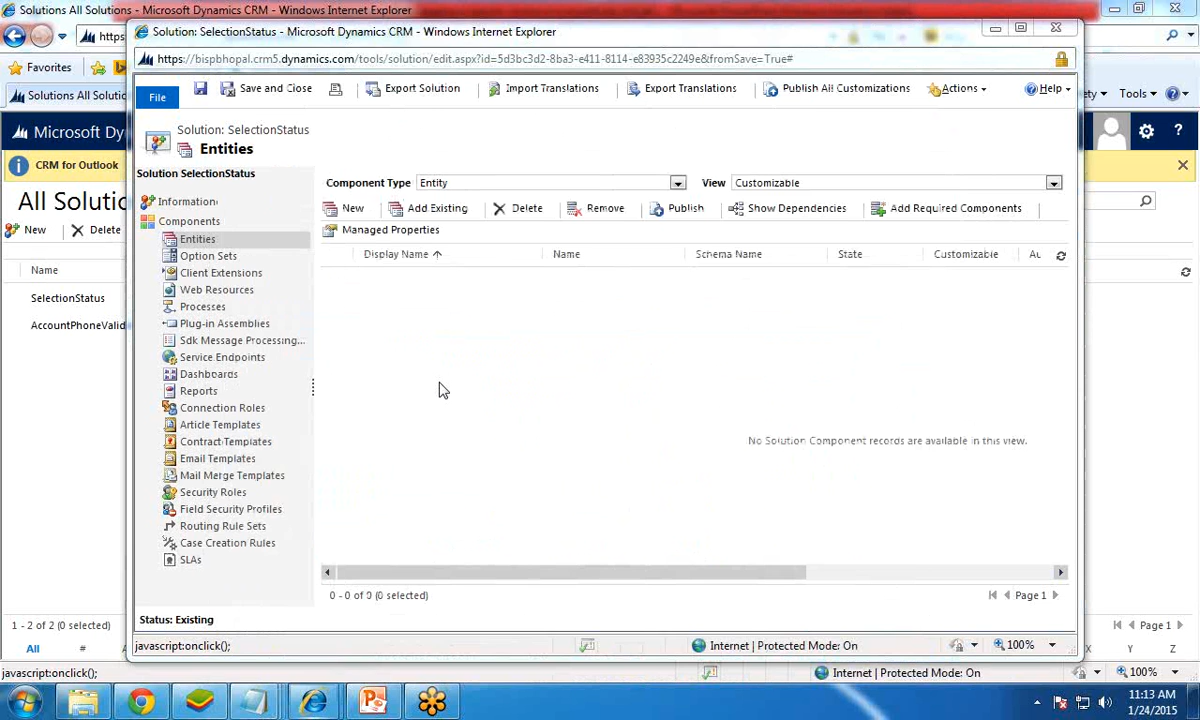 Solutions All Solutions - Microsoft Dynamics CRM - Windows Internet Explorer
Solution: SelectionStatus - Microsoft Dynamics CRM - Windows Internet Explorer
https
https://bispbhopal.crm5.dynamics.com/tools/solution/edit.aspx?id=5d3bc3d2-8ba3-e411-8114-e83935c2249e&fromSave=True#
Favorites
File
Save and Close
Export Solution
Import Translations
Export Translations
Publish All Customizations
Actions
Help
Solutions All Soluti
Tools
Microsoft Dy
Solution: SelectionStatus
Entities
CRM for Outlook
Solution SelectionStatus
Component Type
Entity
View
Customizable
All Solutio
Information
New
Delete
Components
New
Add Existing
Delete
Remove
Publish
Show Dependencies
Add Required Components
Managed Properties
Entities
Option Sets
Client Extensions
Web Resources
Processes
Plug-in Assemblies
Sdk Message Processing...
Service Endpoints
Dashboards
Reports
Connection Roles
Article Templates
Contract Templates
Email Templates
Mail Merge Templates
Security Roles
Field Security Profiles
Routing Rule Sets
Case Creation Rules
SLAs
Display Name
Name
Schema Name
State
Customizable
Au
Name
SelectionStatus
AccountPhoneValid
No Solution Component records are available in this view.
0 - 0 of 0 (0 selected)
Page 1
Status: Existing
1 - 2 of 2 (0 selected)
Page 1
javascript:onclick();
Internet | Protected Mode: On
100%
All
#
X
Y
Z
javascript:onclick();
Internet | Protected Mode: On
100%
11:13 AM
1/24/2015